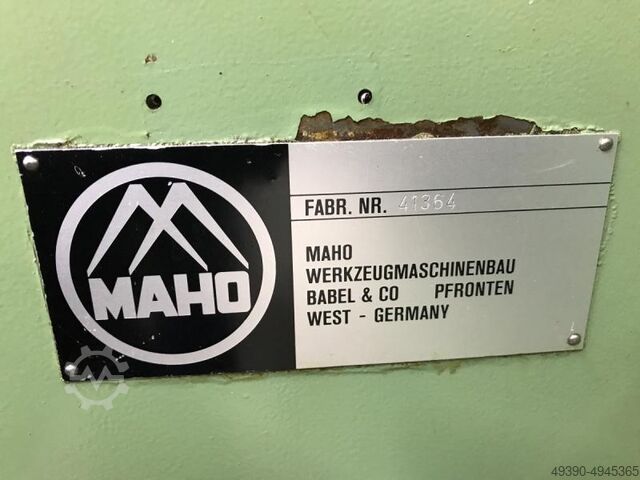 MAHO
FABR. NR. 41364
MAHO
WERKZEUGMASCHINENBAU
BABEL & CO PFRONTEN
WEST - GERMANY
49390-4945365